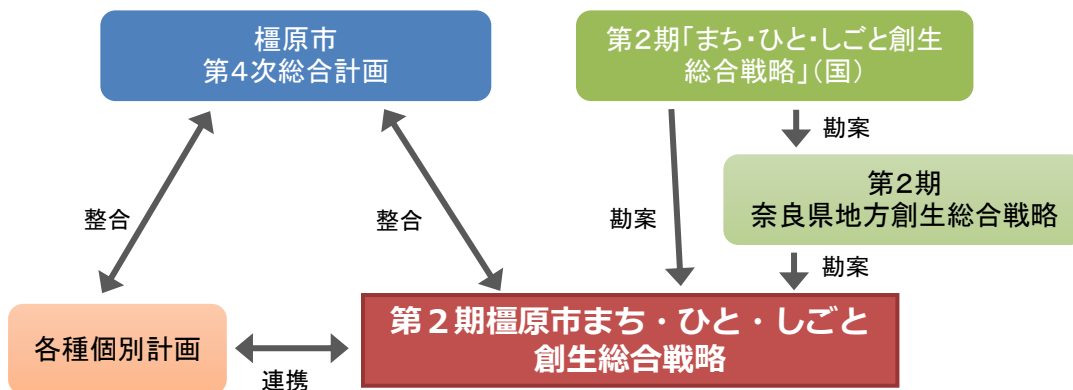 橿原市
第4次総合計画
第2期「まち・ひと・しごと創生
総合戦略」(国)
勘案
第2期
奈良県地方創生総合戦略
整合
整合
勘案
勘案
各種個別計画
連携
第２期橿原市まち・ひと・しごと
創生総合戦略